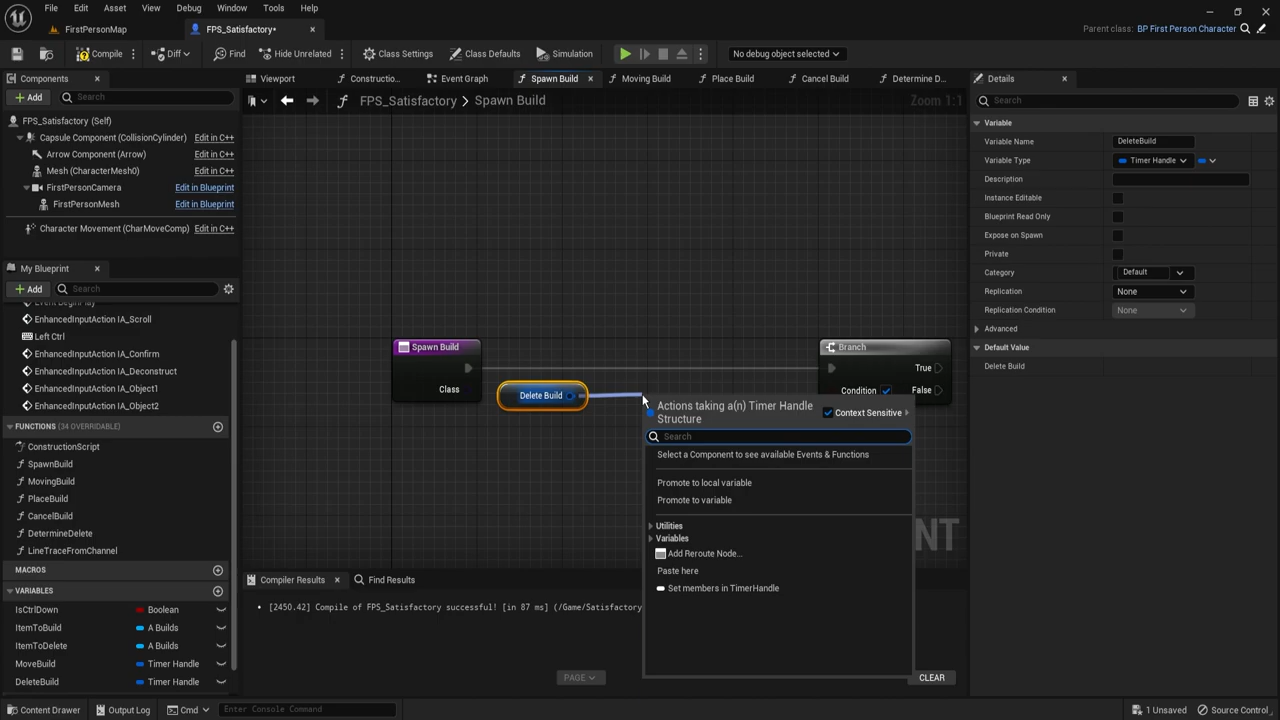 File Edit Asset View Debug Window Tools Help
FirstPersonMap
FPS_Satisfactory•
Parent class: BP First Person Character
Compile Diff Find Hide Unrelated Class Settings Class Defaults Simulation No debug object selected
Components
Add Search
FPS_Satisfactory (Self)
Capsule Component (CollisionCylinder) Edit in C++
Arrow Component (Arrow) Edit in C++
Mesh (CharacterMesh0) Edit in C++
FirstPersonCamera Edit in Blueprint
FirstPersonMesh Edit in Blueprint
Character Movement (CharMoveComp) Edit in C++
My Blueprint
Add Search
EnhancedInputAction IA_Scroll
Left Ctrl
EnhancedInputAction IA_Confirm
EnhancedInputAction IA_Deconstruct
EnhancedInputAction IA_Object1
EnhancedInputAction IA_Object2
FUNCTIONS (34 OVERRIDABLE)
ConstructionScript
SpawnBuild
MovingBuild
PlaceBuild
CancelBuild
DetermineDelete
LineTraceFromChannel
MACROS
VARIABLES
IsCtrlDown Boolean
ItemToBuild A Builds
ItemToDelete A Builds
MoveBuild Timer Handle
DeleteBuild Timer Handle
Viewport Constructio... Event Graph Spawn Build Moving Build Place Build Cancel Build Determine D...
FPS_Satisfactory > Spawn Build
Zoom 1:1
Spawn Build
Class
Delete Build
Branch
True
Condition False
Actions taking a(n) Timer Handle
Structure
Context Sensitive
Search
Select a Component to see available Events & Functions
Promote to local variable
Promote to variable
Utilities
Variables
Add Reroute Node...
Paste here
Set members in TimerHandle
Compiler Results Find Results
[2450.42] Compile of FPS_Satisfactory successful! [in 87 ms] (/Game/Satisfactory
PAGE
CLEAR
Details
Search
Variable
Variable Name DeleteBuild
Variable Type Timer Handle
Description
Instance Editable
Blueprint Read Only
Expose on Spawn
Private
Category Default
Replication None
Replication Condition None
Advanced
Default Value
Delete Build
Content Drawer Output Log Cmd Enter Console Command 1 Unsaved Source Control